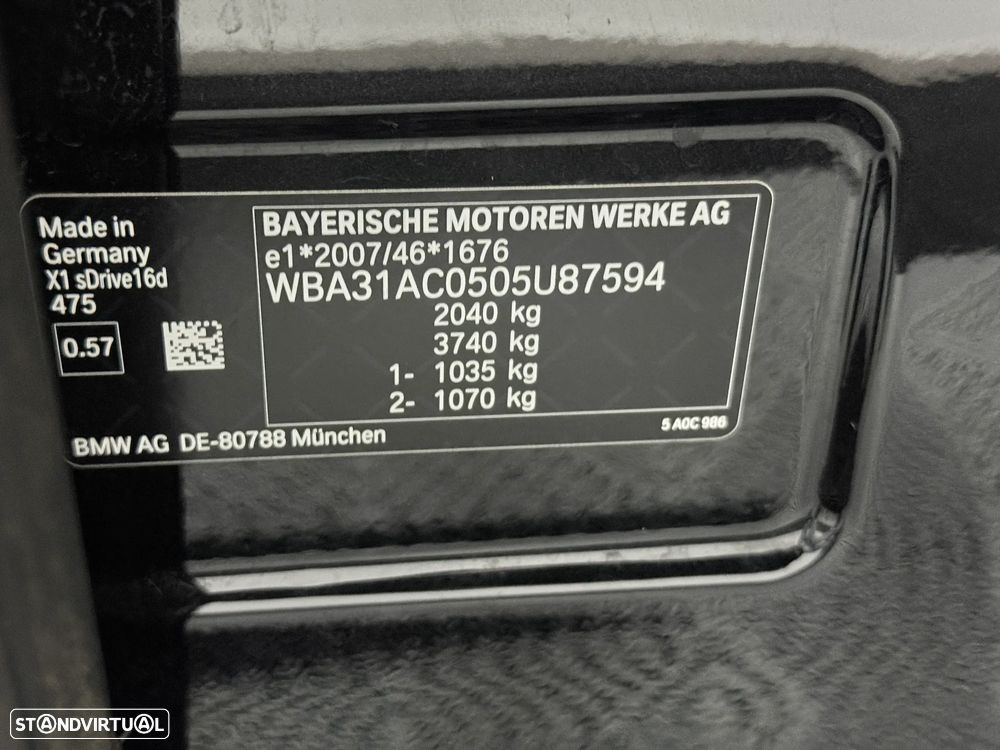 Made in
Germany
X1 sDrive16d
475
0.57
BAYERISCHE MOTOREN WERKE AG
e1*2007/46*1676
WBA31AC0505U87594
2040 kg
3740 kg
1- 1035 kg
2- 1070 kg
5 A0C 986
BMW AG DE-80788 München
STANDVIRTUAL